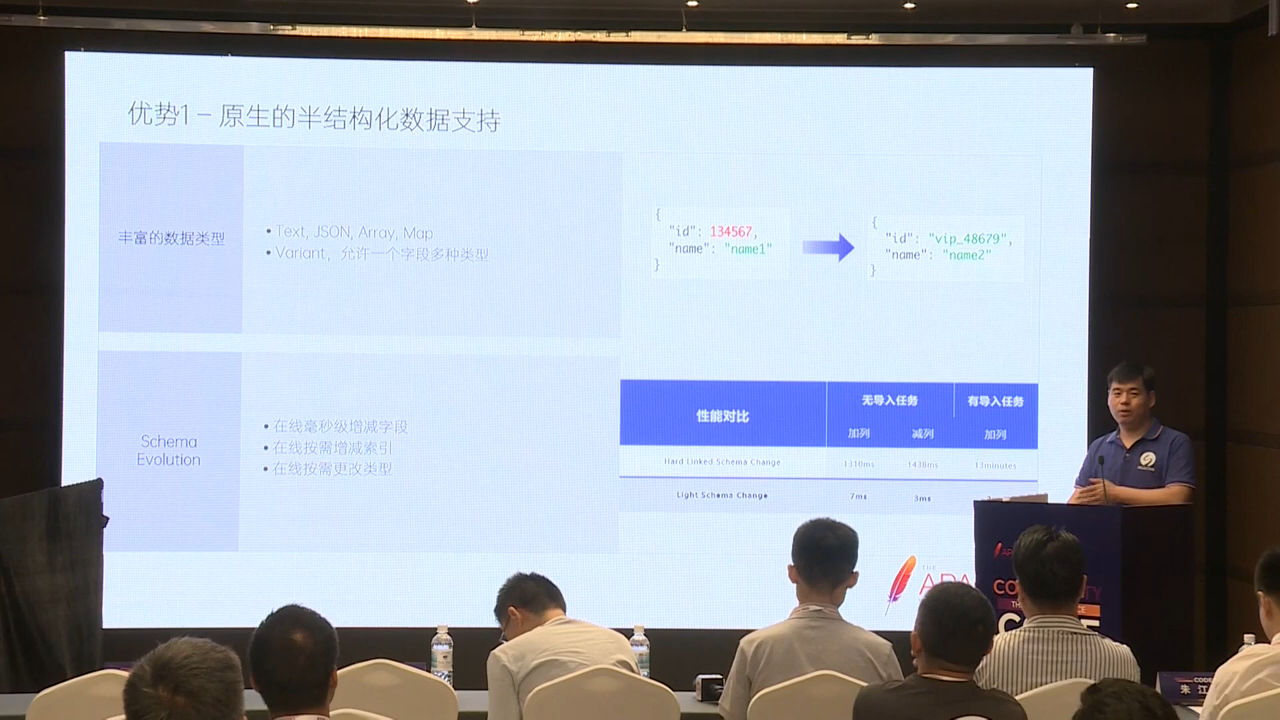 优势1 – 原生的半结构化数据支持
丰富的数据类型
• Text, JSON, Array, Map
• Variant，允许一个字段多种类型
{
"id": 134567,
"name": "name1"
}
{
"id": "vip_48679",
"name": "name2"
}
Schema
Evolution
• 在线毫秒级增减字段
• 在线按需增减索引
• 在线按需更改类型
性能对比
无导入任务
有导入任务
加列
减列
加列
Hard Linked Schema Change
1310ms
1438ms
13minutes
Light Schema Change
7ms
3ms
THE